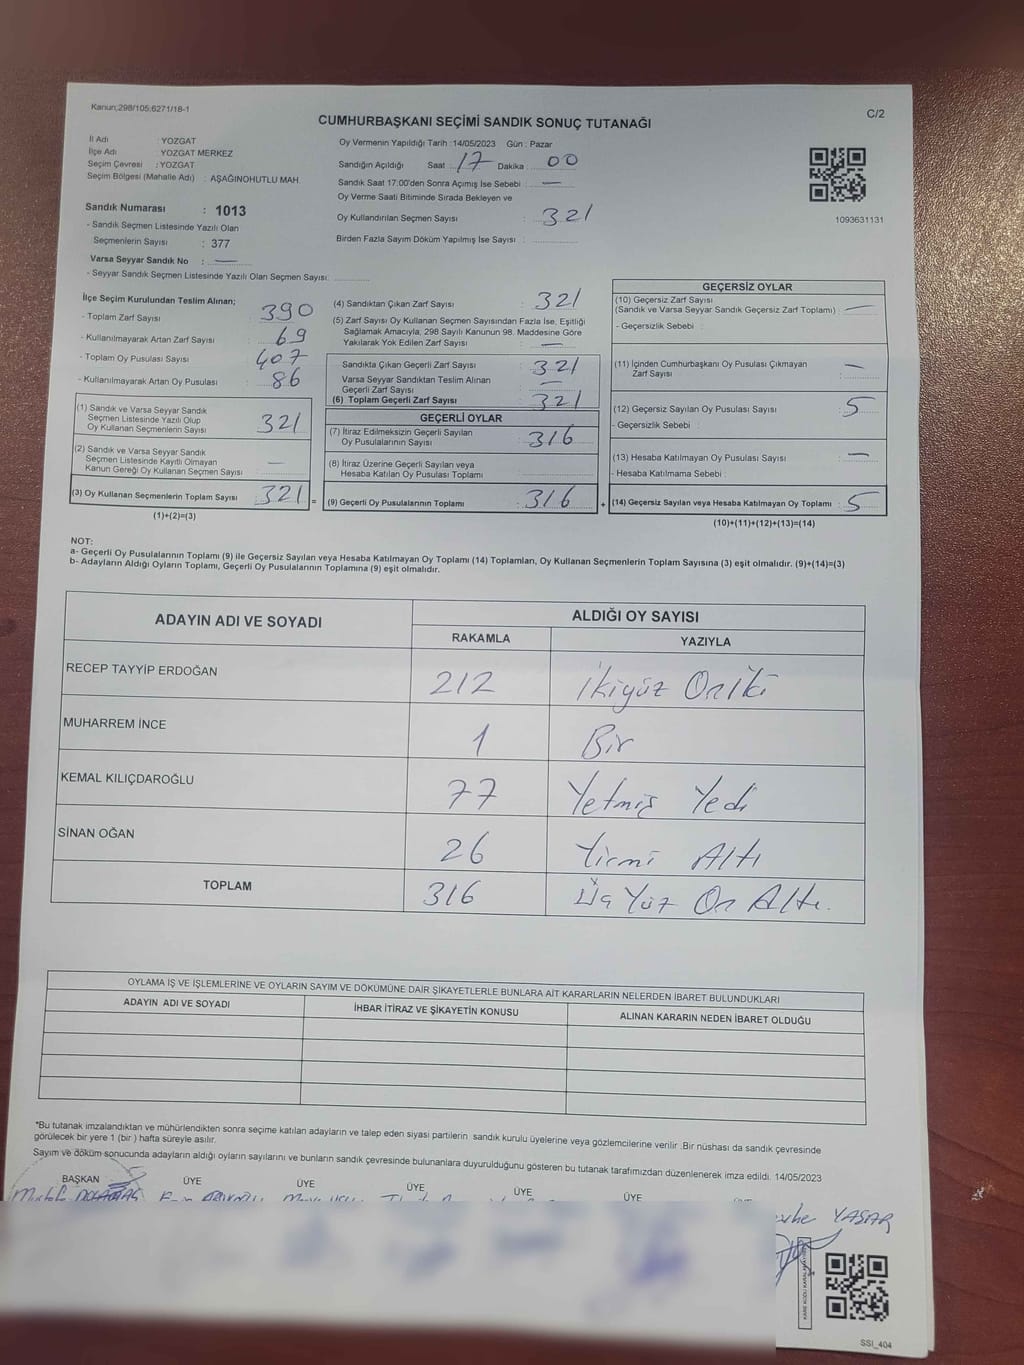 Kanun;298/105.6271/18-1
C/2
CUMHURBAŞKANI SEÇİMİ SANDIK SONUÇ TUTANAĞI
İl Adı : YOZGAT
İlçe Adı : YOZGAT MERKEZ
Seçim Çevresi : YOZGAT
Seçim Bölgesi (Mahalle Adı) : AŞAĞINOHUTLU MAH.
Sandık Numarası : 1013
- Sandık Seçmen Listesinde Yazılı Olan
Seçmenlerin Sayısı : 377
Varsa Seyyar Sandık No : —
- Seyyar Sandık Seçmen Listesinde Yazılı Olan Seçmen Sayısı:
Oy Vermenin Yapıldığı Tarih :14/05/2023 Gün : Pazar
Sandığın Açıldığı Saat : 17 Dakika : 00
Sandık Saat 17:00'den Sonra Açılmış İse Sebebi : —
Oy Verme Saati Bitiminde Sırada Bekleyen ve
Oy Kullandırılan Seçmen Sayısı : 321
Birden Fazla Sayım Döküm Yapılmış İse Sayısı :
1093631131
İlçe Seçim Kurulundan Teslim Alınan;
- Toplam Zarf Sayısı : 390
- Kullanılmayarak Artan Zarf Sayısı : 69
- Toplam Oy Pusulası Sayısı : 407
- Kullanılmayarak Artan Oy Pusulası : 86
(1) Sandık ve Varsa Seyyar Sandık
Seçmen Listesinde Yazılı Olup
Oy Kullanan Seçmenlerin Sayısı : 321
(2) Sandık ve Varsa Seyyar Sandık
Seçmen Listesinde Kayıtlı Olmayan
Kanun Gereği Oy Kullanan Seçmen Sayısı : —
(3) Oy Kullanan Seçmenlerin Toplam Sayısı : 321 =
(1)+(2)=(3)
(4) Sandıktan Çıkan Zarf Sayısı : 321
(5) Zarf Sayısı Oy Kullanan Seçmen Sayısından Fazla İse, Eşitliği
Sağlamak Amacıyla, 298 Sayılı Kanunun 98. Maddesine Göre
Yakılarak Yok Edilen Zarf Sayısı : —
Sandıkta Çıkan Geçerli Zarf Sayısı : 321
Varsa Seyyar Sandıktan Teslim Alınan
Geçerli Zarf Sayısı : —
(6) Toplam Geçerli Zarf Sayısı : 321
GEÇERLİ OYLAR
(7) İtiraz Edilmeksizin Geçerli Sayılan
Oy Pusulalarının Sayısı : 316
(8) İtiraz Üzerine Geçerli Sayılan veya
Hesaba Katılan Oy Pusulası Toplamı :
(9) Geçerli Oy Pusulalarının Toplamı : 316 +
GEÇERSİZ OYLAR
(10) Geçersiz Zarf Sayısı
(Sandık ve Varsa Seyyar Sandık Geçersiz Zarf Toplamı) : —
- Geçersizlik Sebebi :
(11) İçinden Cumhurbaşkanı Oy Pusulası Çıkmayan
Zarf Sayısı : —
(12) Geçersiz Sayılan Oy Pusulası Sayısı : 5
- Geçersizlik Sebebi :
(13) Hesaba Katılmayan Oy Pusulası Sayısı : —
- Hesaba Katılmama Sebebi :
(14) Geçersiz Sayılan veya Hesaba Katılmayan Oy Toplamı : 5
(10)+(11)+(12)+(13)=(14)
NOT:
a- Geçerli Oy Pusulalarının Toplamı (9) ile Geçersiz Sayılan veya Hesaba Katılmayan Oy Toplamı (14) Toplamları, Oy Kullanan Seçmenlerin Toplam Sayısına (3) eşit olmalıdır. (9)+(14)=(3)
b- Adayların Aldığı Oyların Toplamı, Geçerli Oy Pusulalarının Toplamına (9) eşit olmalıdır.
ADAYIN ADI VE SOYADI ALDIĞI OY SAYISI
RAKAMLA YAZIYLA
RECEP TAYYİP ERDOĞAN 212 İkiyüz Oniki
MUHARREM İNCE 1 Bir
KEMAL KILIÇDAROĞLU 77 Yetmiş Yedi
SİNAN OĞAN 26 Yirmi Altı
TOPLAM 316 Üç Yüz On Altı.
OYLAMA İŞ VE İŞLEMLERİNE VE OYLARIN SAYIM VE DÖKÜMÜNE DAİR ŞİKAYETLERLE BUNLARA AİT KARARLARIN NELERDEN İBARET BULUNDUKLARI
ADAYIN ADI VE SOYADI İHBAR İTİRAZ VE ŞİKAYETİN KONUSU ALINAN KARARIN NEDEN İBARET OLDUĞU
*Bu tutanak imzalandıktan ve mühürlendikten sonra seçime katılan adayların ve talep eden siyasi partilerin sandık kurulu üyelerine veya gözlemcilerine verilir .Bir nüshası da sandık çevresinde
görülecek bir yere 1 (bir ) hafta süreyle asılır.
Sayım ve döküm sonucunda adayların aldığı oyların sayılarını ve bunların sandık çevresinde bulunanlara duyurulduğunu gösteren bu tutanak tarafımızdan düzenlenerek imza edildi. 14/05/2023
BAŞKAN ÜYE ÜYE ÜYE ÜYE ÜYE
YAŞAR
SSI_404